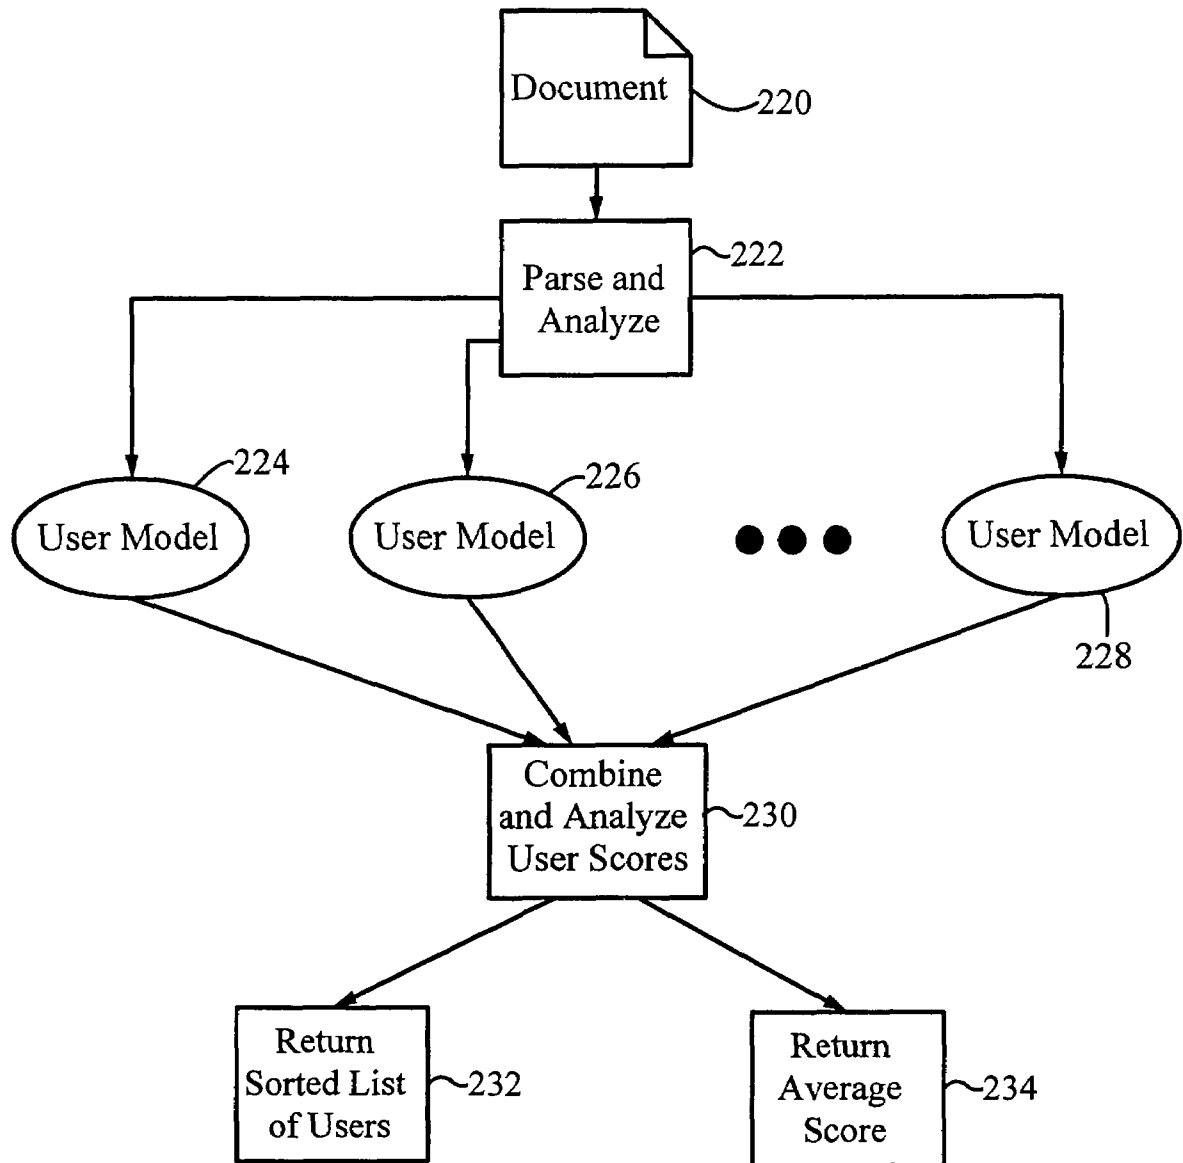 Document
220
222
Parse and
Analyze
224
226
User Model
User Model
User Model
228
Combine
and Analyze
User Scores
230
Return
Sorted List
of Users
232
Return
Average
Score
234